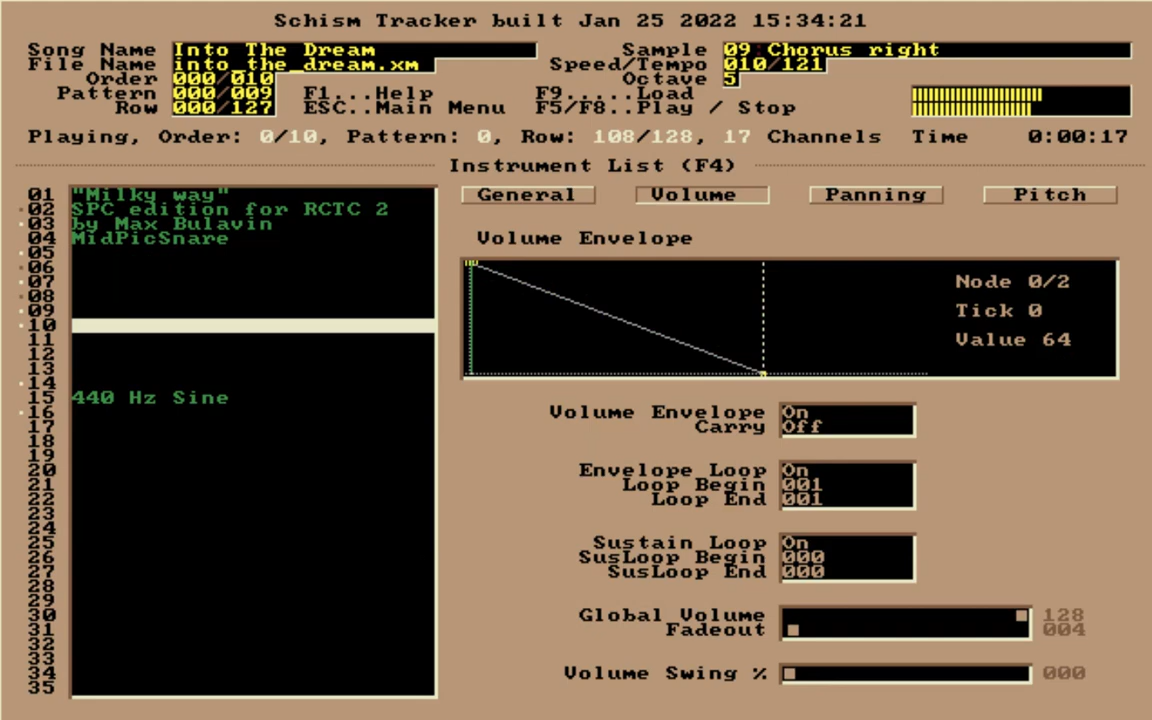 Schism Tracker built Jan 25 2022 15:34:21
Song Name Into The Dream Sample 09 Chorus right
File Name into_the_dream.xm Speed/Tempo 010/121
Order 000/010 Octave 5
Pattern 000/009 F1...Help F9.....Load
Row 000/127 ESC..Main Menu F5/F8..Play / Stop
Playing, Order: 0/10, Pattern: 0, Row: 108/128, 17 Channels Time 0:00:17
Instrument List (F4)
01 "Milky way" General Volume Panning Pitch
02 SPC edition for RCTC 2
03 by Max Bulavin
04 MidPicSnare Volume Envelope
05
06
07 Node 0/2
08
09 Tick 0
10
11 Value 64
12
13
14
15 440 Hz Sine
16 Volume Envelope On
17 Carry Off
18
19
20 Envelope Loop On
21 Loop Begin 001
22 Loop End 001
23
24
25 Sustain Loop On
26 SusLoop Begin 000
27 SusLoop End 000
28
29
30 Global Volume 128
31 Fadeout 004
32
33
34 Volume Swing % 000
35